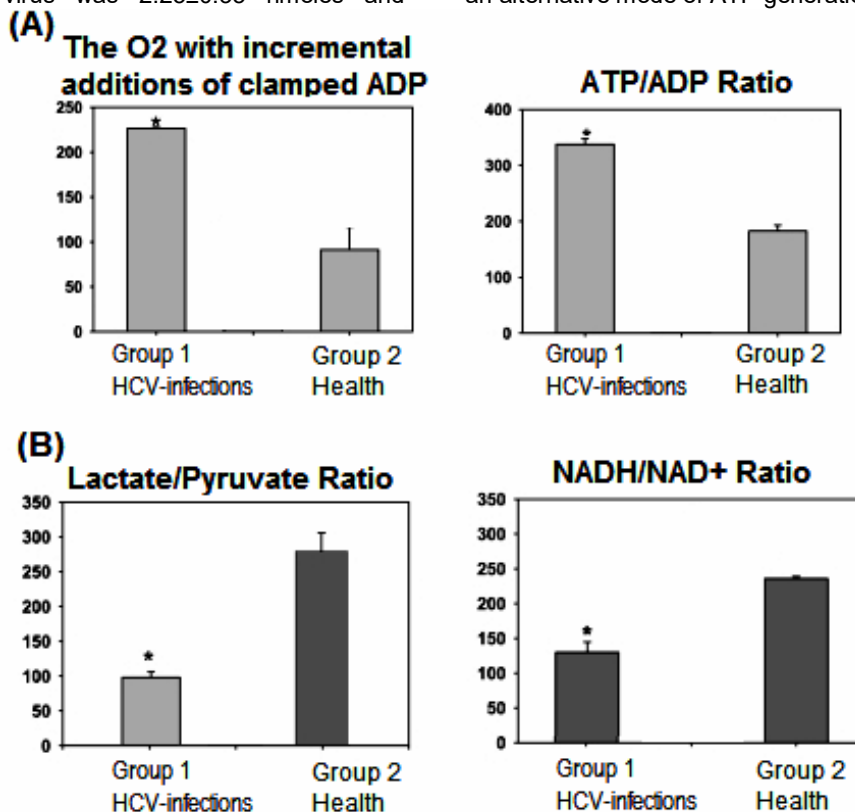 (A)
The O2 with incremental
additions of clamped ADP
250
200
150
100
50
0
*
Group 1
HCV-infections
Group 2
Health
ATP/ADP Ratio
400
300
200
100
0
*
Group 1
HCV-infections
Group 2
Health
(B)
Lactate/Pyruvate Ratio
350
300
250
200
150
100
50
0
*
Group 1
HCV-infections
Group 2
Health
NADH/NAD+ Ratio
350
300
250
200
150
100
50
0
*
Group 1
HCV-infections
Group 2
Health